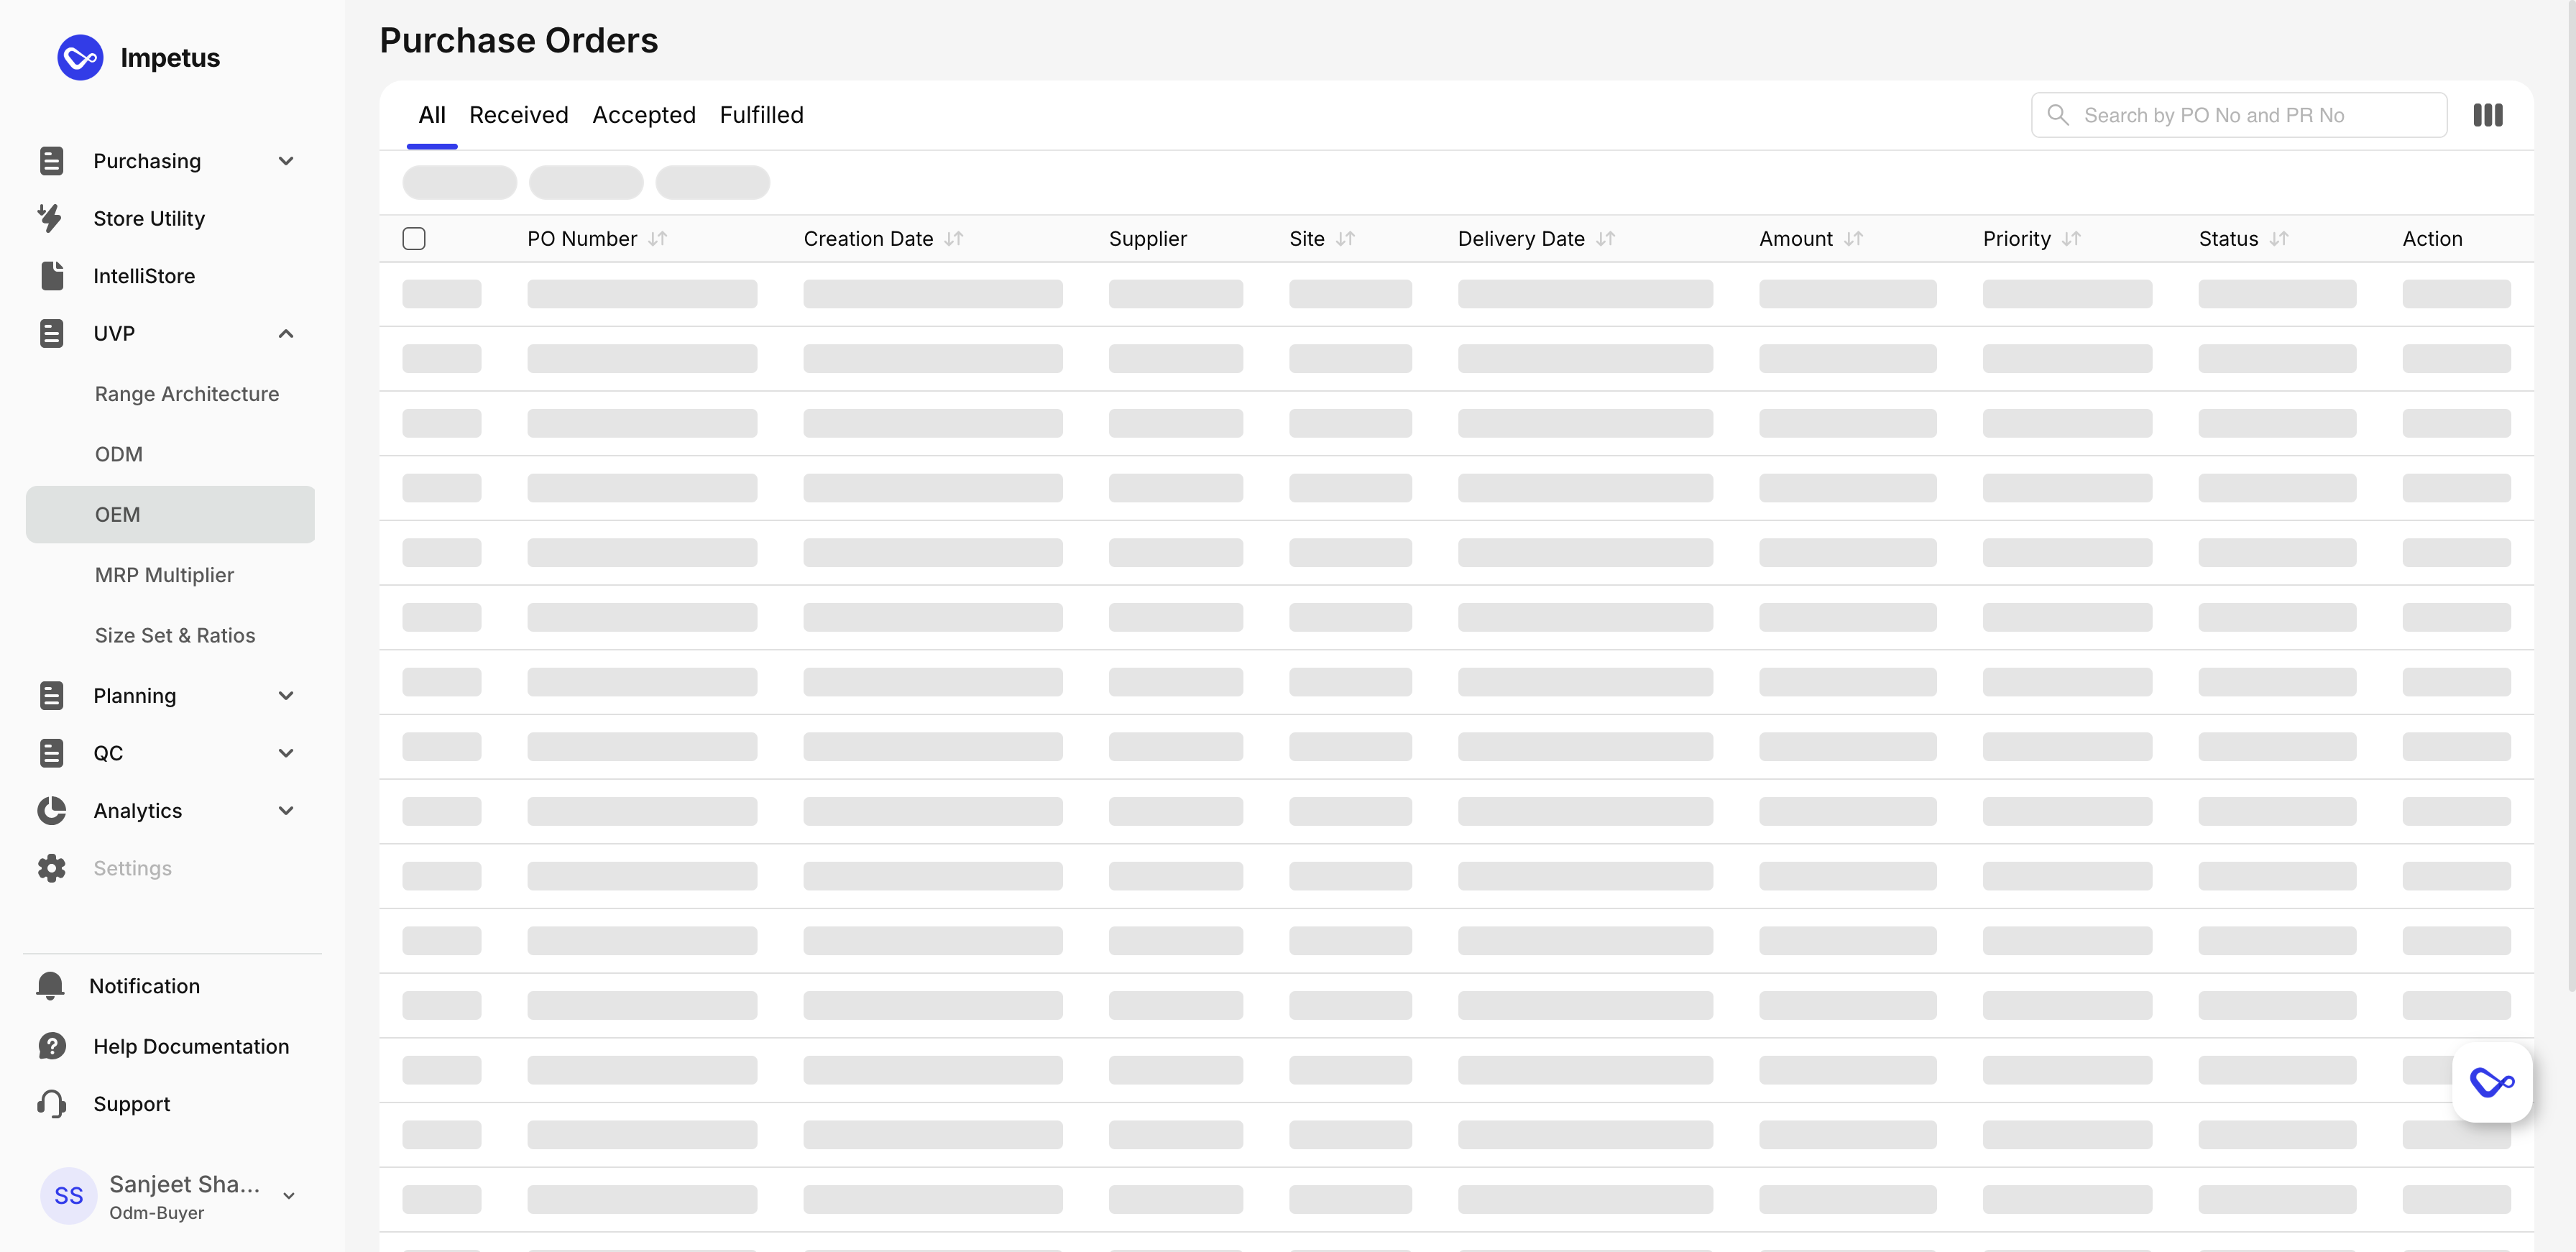 Impetus
Purchasing
Store Utility
IntelliStore
UVP
Range Architecture
ODM
OEM
MRP Multiplier
Size Set & Ratios
Planning
QC
Analytics
Settings
Notification
Help Documentation
Support
SS
Sanjeet Sha...
Odm-Buyer
Purchase Orders
All Received Accepted Fulfilled
Search by PO No and PR No
PO Number Creation Date Supplier Site Delivery Date Amount Priority Status Action